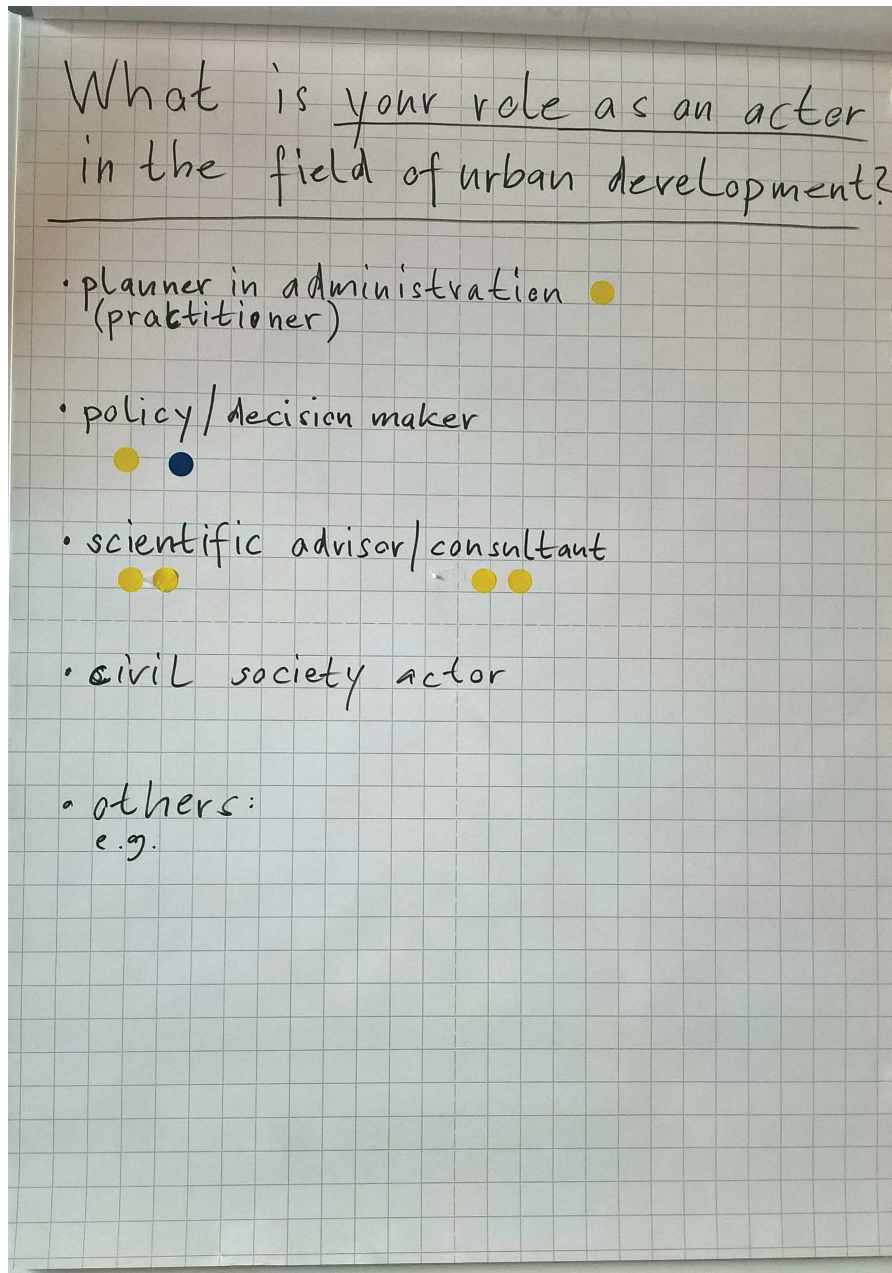 What is your role as an actor
in the field of urban development?
• planner in administration
(praktitioner)
• policy/decision maker
• scientific advisor/consultant
• civil society actor
• others:
e.g.